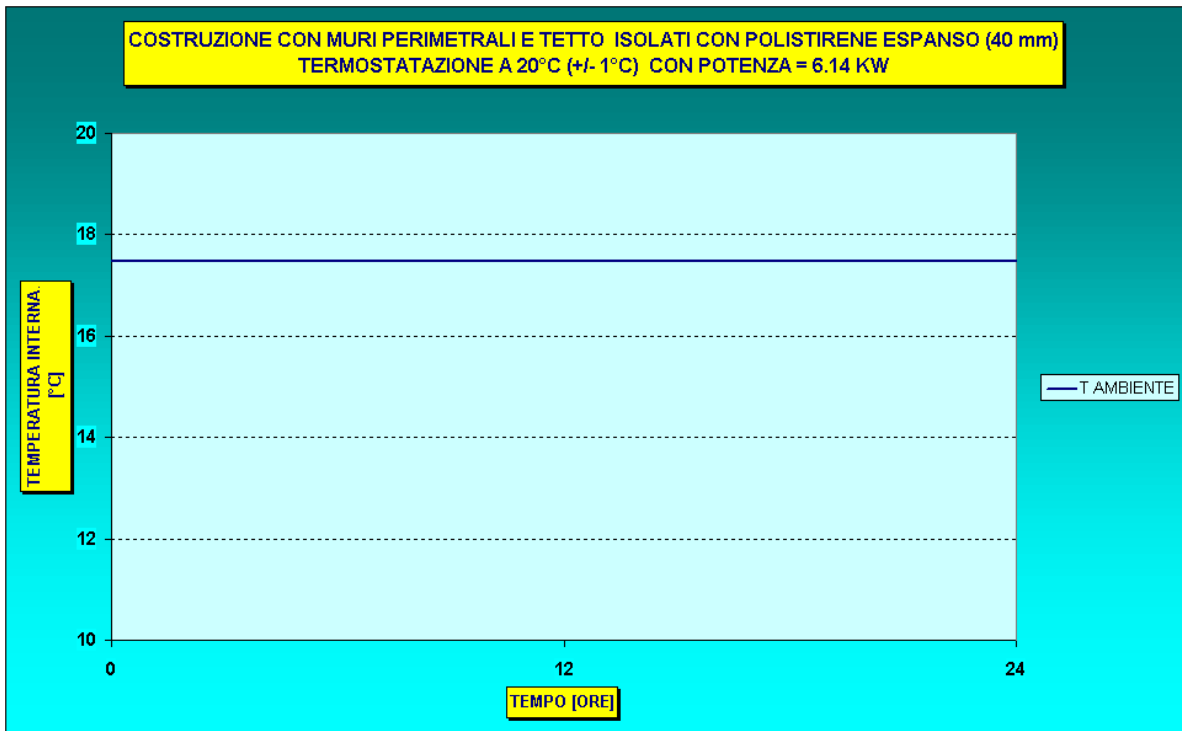 COSTRUZIONE CON MURI PERIMETRALI E TETTO ISOLATI CON POLISTIRENE ESPANSO (40 mm)
TERMOSTATAZIONE A 20°C (+/- 1°C) CON POTENZA = 6.14 KW
20
18
16
14
12
10
TEMPERATURA INTERNA.
[°C]
0
12
24
TEMPO [ORE]
T AMBIENTE